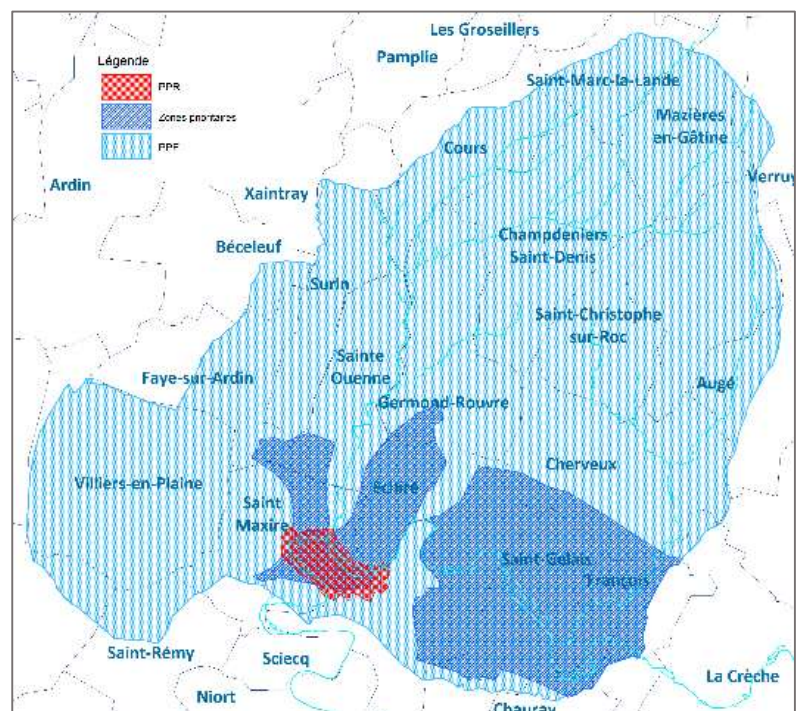 Les Groseillers
Pamplie
Légende
PPR
Zones prioritaires
PPE
Saint-Marc-la-Lande
Mazières
en-Gâtine
Cours
Ardin
Xaintray
Verruy
Béceleuf
Champdeniers
Saint-Denis
Surin
Saint-Christophe
sur-Roc
Sainte
Ouenne
Faye-sur-Ardin
Augé
Germond-Rouvre
Cherveux
Villiers-en-Plaine
Echiré
Saint
Maxire
Saint-Gelais
François
Saint-Rémy
Sciecq
La Crèche
Niort
Chauray